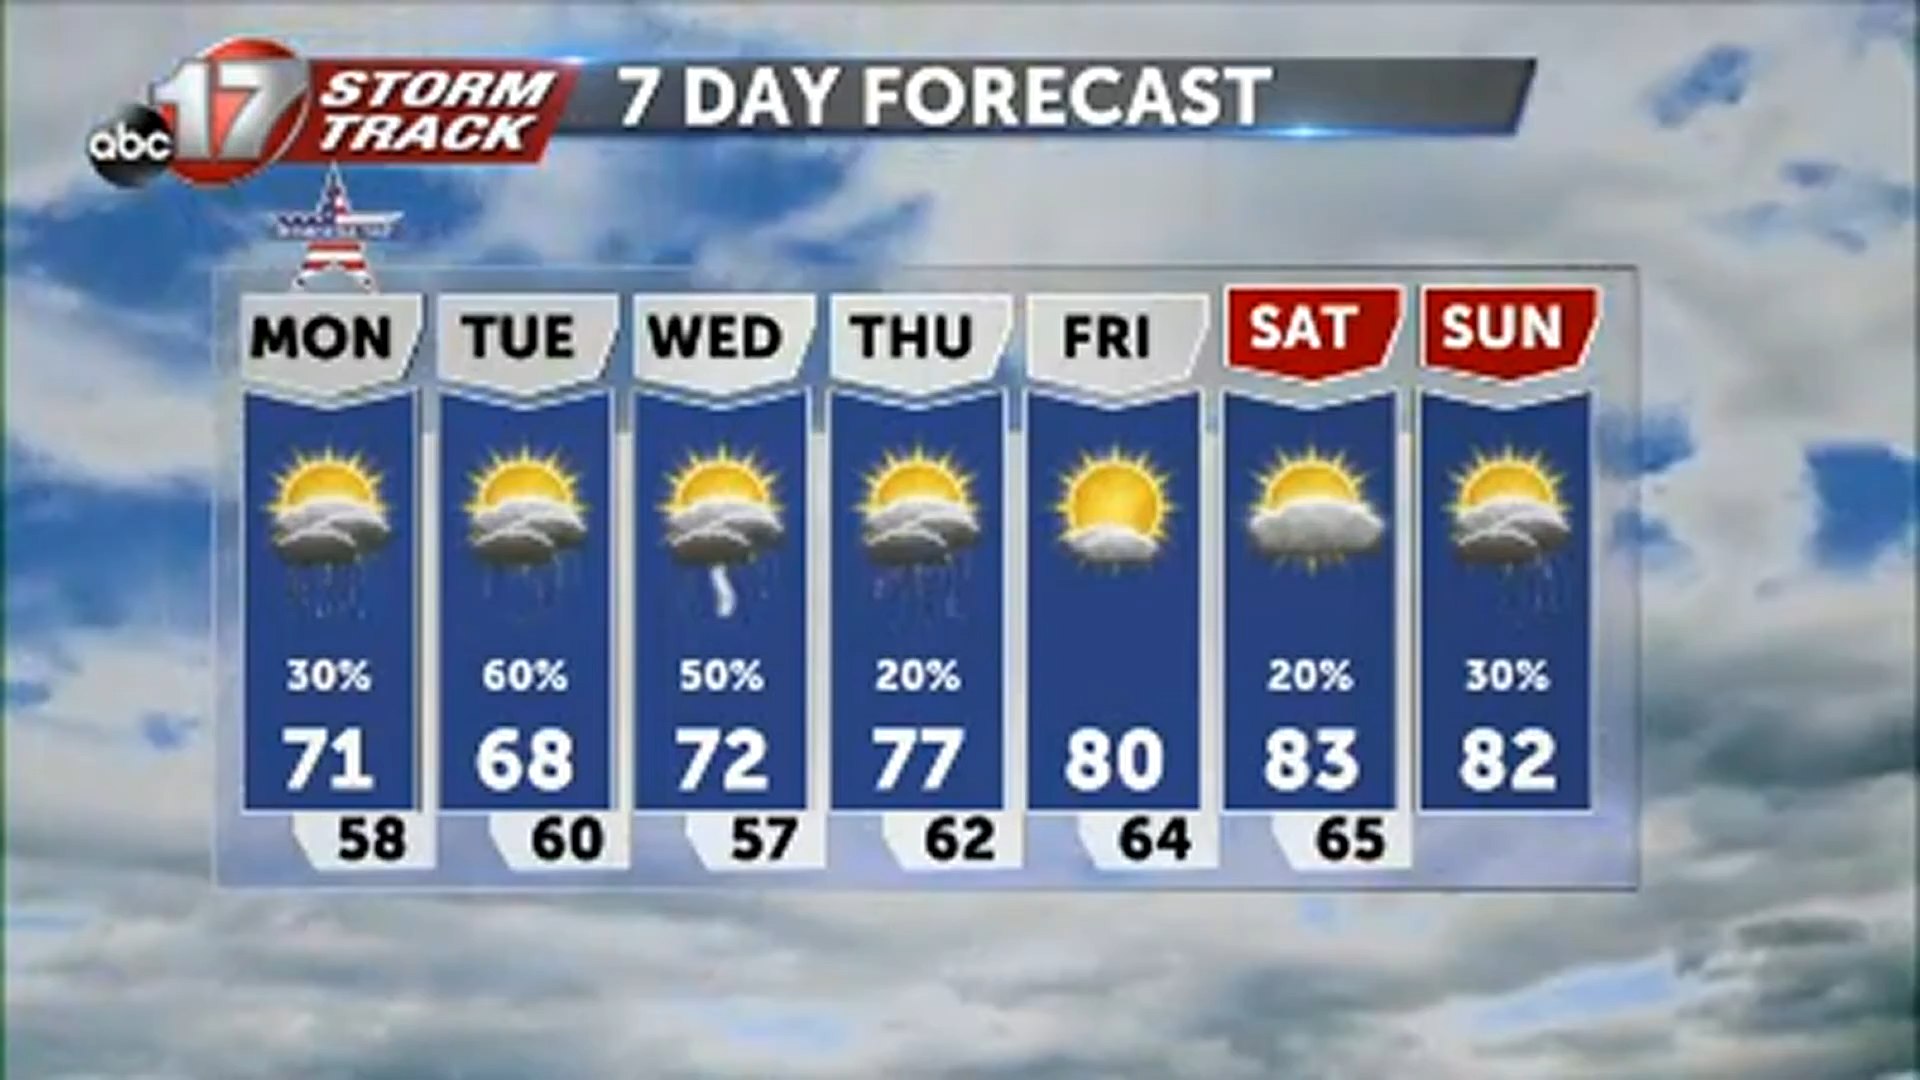 abc 17 STORM TRACK
7 DAY FORECAST
MON TUE WED THU FRI SAT SUN
30% 60% 50% 20% 20% 30%
71 68 72 77 80 83 82
58 60 57 62 64 65